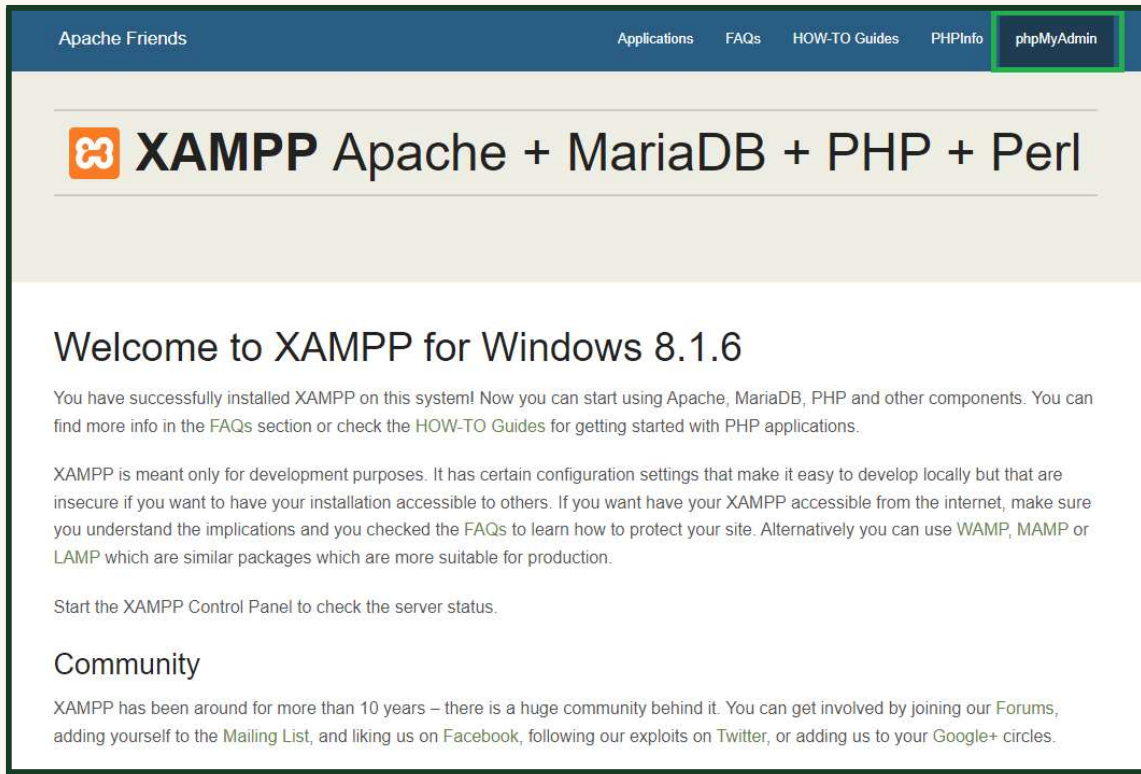 Apache Friends
Applications FAQs HOW-TO Guides PHPInfo phpMyAdmin
XAMPP Apache + MariaDB + PHP + Perl
Welcome to XAMPP for Windows 8.1.6
You have successfully installed XAMPP on this system! Now you can start using Apache, MariaDB, PHP and other components. You can
find more info in the FAQs section or check the HOW-TO Guides for getting started with PHP applications.
XAMPP is meant only for development purposes. It has certain configuration settings that make it easy to develop locally but that are
insecure if you want to have your installation accessible to others. If you want have your XAMPP accessible from the internet, make sure
you understand the implications and you checked the FAQs to learn how to protect your site. Alternatively you can use WAMP, MAMP or
LAMP which are similar packages which are more suitable for production.
Start the XAMPP Control Panel to check the server status.
Community
XAMPP has been around for more than 10 years – there is a huge community behind it. You can get involved by joining our Forums,
adding yourself to the Mailing List, and liking us on Facebook, following our exploits on Twitter, or adding us to your Google+ circles.